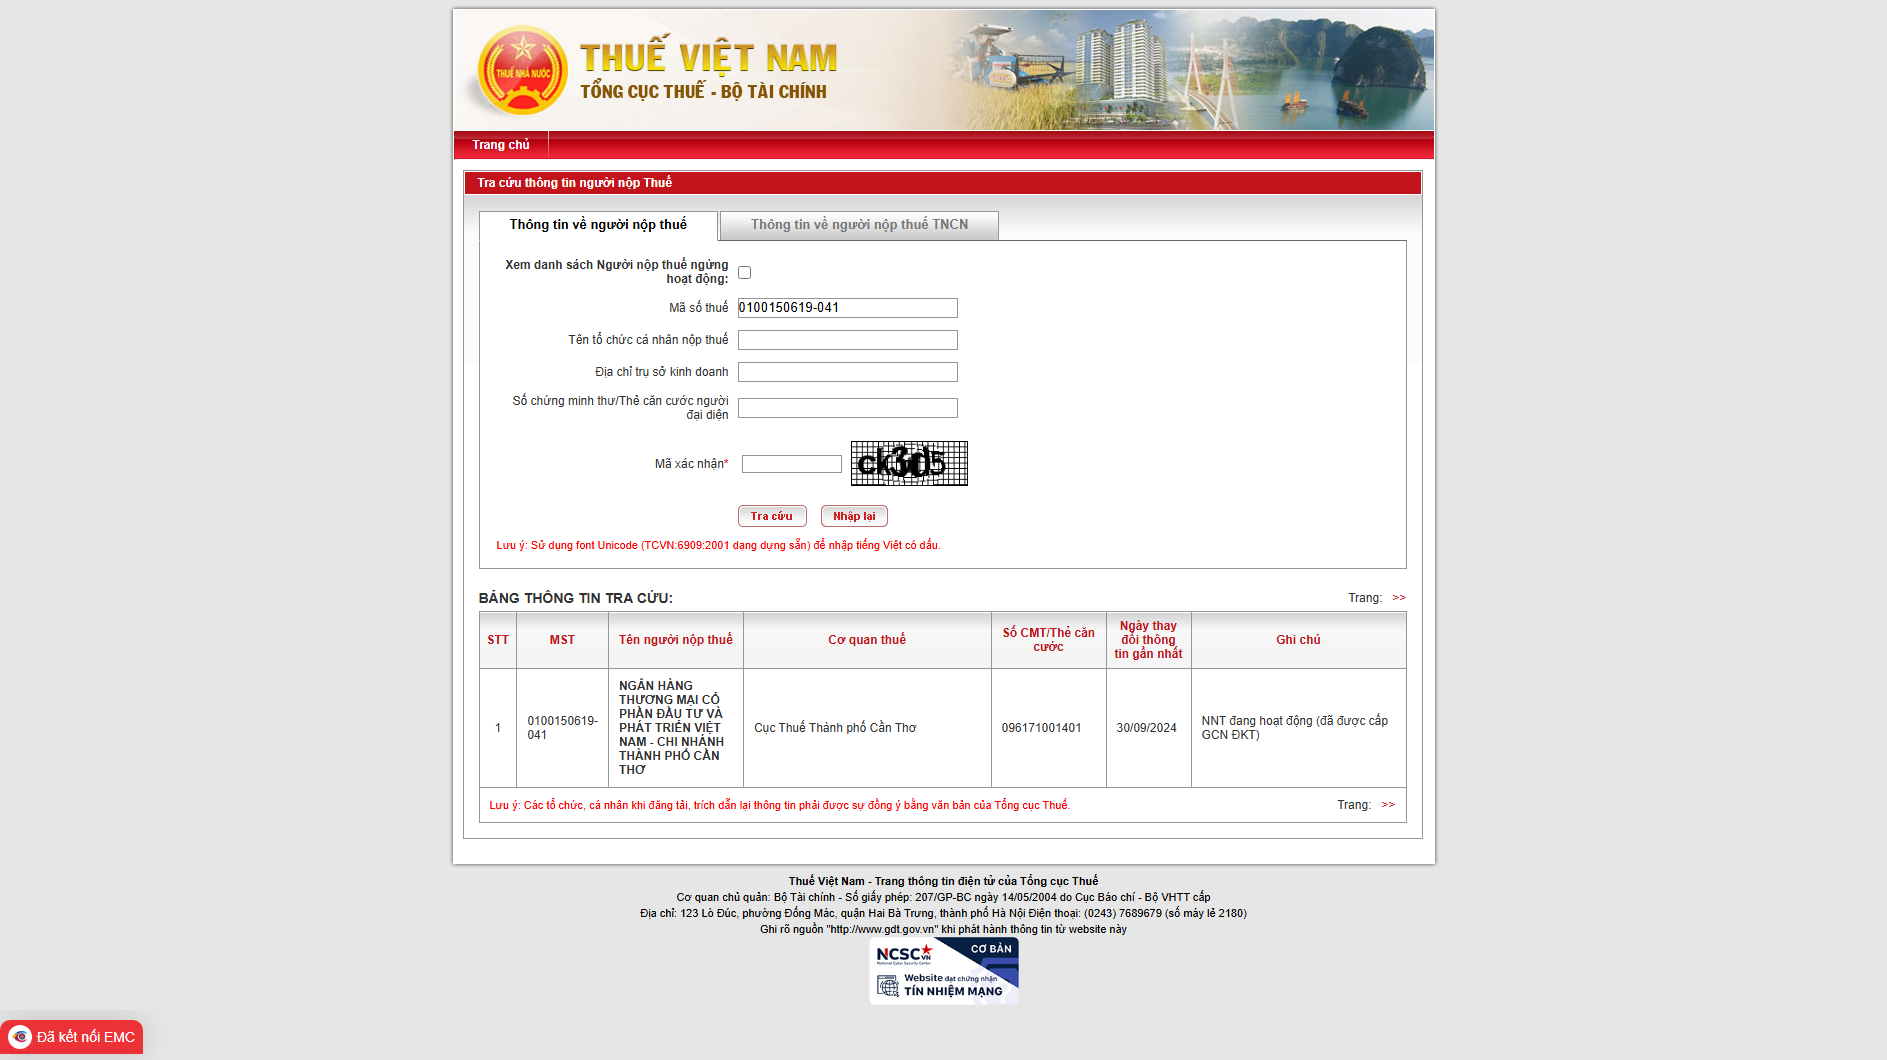 THUẾ NHÀ NƯỚC
THUẾ VIỆT NAM
TỔNG CỤC THUẾ - BỘ TÀI CHÍNH
Trang chủ
Tra cứu thông tin người nộp Thuế
Thông tin về người nộp thuế
Thông tin về người nộp thuế TNCN
Xem danh sách Người nộp thuế ngừng
hoạt động:
Mã số thuế 0100150619-041
Tên tổ chức cá nhân nộp thuế
Địa chỉ trụ sở kinh doanh
Số chứng minh thư/Thẻ căn cước người
đại diện
Mã xác nhận* ck3d5
Tra cứu Nhập lại
Lưu ý: Sử dụng font Unicode (TCVN:6909:2001 dạng dựng sẵn) để nhập tiếng Việt có dấu.
BẢNG THÔNG TIN TRA CỨU:
Trang: >>
STT
MST
Tên người nộp thuế
Cơ quan thuế
Số CMT/Thẻ căn
cước
Ngày thay
đổi thông
tin gần nhất
Ghi chú
1
0100150619-
041
NGÂN HÀNG
THƯƠNG MẠI CỔ
PHẦN ĐẦU TƯ VÀ
PHÁT TRIỂN VIỆT
NAM - CHI NHÁNH
THÀNH PHỐ CẦN
THƠ
Cục Thuế Thành phố Cần Thơ
096171001401
30/09/2024
NNT đang hoạt động (đã được cấp
GCN ĐKT)
Lưu ý: Các tổ chức, cá nhân khi đăng tải, trích dẫn lại thông tin phải được sự đồng ý bằng văn bản của Tổng cục Thuế.
Trang: >>
Thuế Việt Nam - Trang thông tin điện tử của Tổng cục Thuế
Cơ quan chủ quản: Bộ Tài chính - Số giấy phép: 207/GP-BC ngày 14/05/2004 do Cục Báo chí - Bộ VHTT cấp
Địa chỉ: 123 Lò Đúc, phường Đống Mác, quận Hai Bà Trưng, thành phố Hà Nội Điện thoại: (0243) 7689679 (số máy lẻ 2180)
Ghi rõ nguồn "http://www.gdt.gov.vn" khi phát hành thông tin từ website này
NCSC.VN
National Cyber Security Center
CƠ BẢN
Website đạt chứng nhận
TÍN NHIỆM MẠNG
Đã kết nối EMC